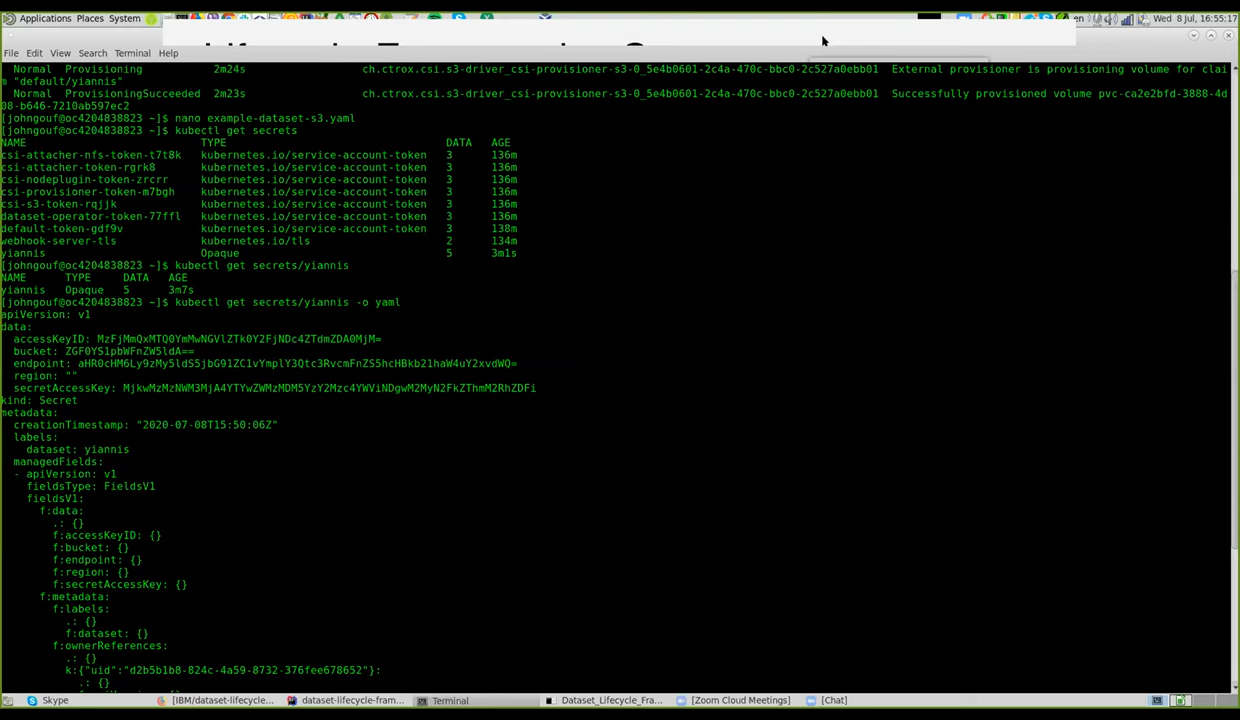 Applications Places System
en Wed 8 Jul, 16:55:17
File Edit View Search Terminal Help
Normal Provisioning 2m24s ch.ctrox.csi.s3-driver_csi-provisioner-s3-0_5e4b0601-2c4a-470c-bbc0-2c527a0ebb01 External provisioner is provisioning volume for clai
m "default/yiannis"
Normal ProvisioningSucceeded 2m23s ch.ctrox.csi.s3-driver_csi-provisioner-s3-0_5e4b0601-2c4a-470c-bbc0-2c527a0ebb01 Successfully provisioned volume pvc-ca2e2bfd-3888-4d
08-b646-7210ab597ec2
[johngouf@oc4204838823 ~]$ nano example-dataset-s3.yaml
[johngouf@oc4204838823 ~]$ kubectl get secrets
NAME TYPE DATA AGE
csi-attacher-nfs-token-t7t8k kubernetes.io/service-account-token 3 136m
csi-attacher-token-rgrk8 kubernetes.io/service-account-token 3 136m
csi-nodeplugin-token-zrcrr kubernetes.io/service-account-token 3 136m
csi-provisioner-token-m7bgh kubernetes.io/service-account-token 3 136m
csi-s3-token-rqjjk kubernetes.io/service-account-token 3 136m
dataset-operator-token-77ffl kubernetes.io/service-account-token 3 136m
default-token-gdf9v kubernetes.io/service-account-token 3 138m
webhook-server-tls kubernetes.io/tls 2 134m
yiannis Opaque 5 3m1s
[johngouf@oc4204838823 ~]$ kubectl get secrets/yiannis
NAME TYPE DATA AGE
yiannis Opaque 5 3m7s
[johngouf@oc4204838823 ~]$ kubectl get secrets/yiannis -o yaml
apiVersion: v1
data:
accessKeyID: MzFjMmQxMTQ0YmMwNGVlZTk0Y2FjNDc4ZTdmZDA0MjM=
bucket: ZGF0YS1pbWFnZW5ldA==
endpoint: aHR0cHM6Ly9zMy5ldS5jbG91ZC1vYmplY3Qtc3RvcmFnZS5hcHBkb21haW4uY2xvdWQ=
region: ""
secretAccessKey: MjkwMzMzNWM3MjA4YTYwZWMzMDM5YzY2Mzc4YWViNDgwM2MyN2FkZThmM2RhZDFi
kind: Secret
metadata:
creationTimestamp: "2020-07-08T15:50:06Z"
labels:
dataset: yiannis
managedFields:
- apiVersion: v1
fieldsType: FieldsV1
fieldsV1:
f:data:
.: {}
f:accessKeyID: {}
f:bucket: {}
f:endpoint: {}
f:region: {}
f:secretAccessKey: {}
f:metadata:
f:labels:
.: {}
f:dataset: {}
f:ownerReferences:
.: {}
k:{"uid":"d2b5b1b8-824c-4a59-8732-376fee678652"}:
.: {}
Skype [IBM/dataset-lifecycle... dataset-lifecycle-fram... Terminal Dataset_Lifecycle_Fra... [Zoom Cloud Meetings] [Chat]